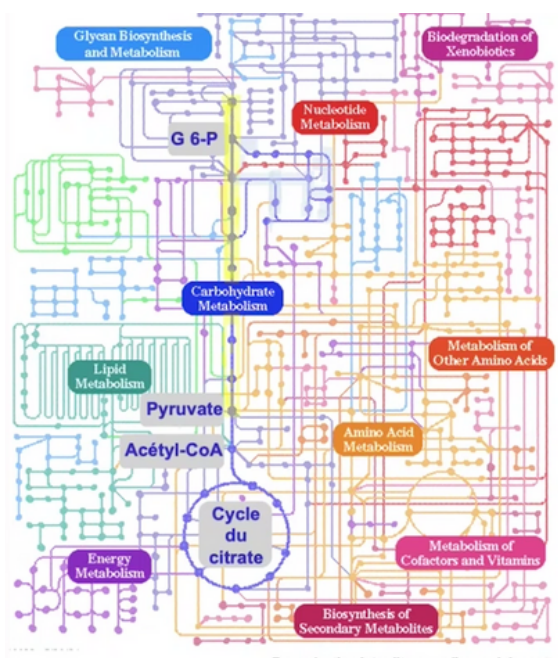 Glycan Biosynthesis
and Metabolism
Biodegradation of
Xenobiotics
Nucleotide
Metabolism
G 6-P
Carbohydrate
Metabolism
Metabolism of
Other Amino Acids
Lipid
Metabolism
Pyruvate
Amino Acid
Metabolism
Acétyl-CoA
Cycle
du
citrate
Energy
Metabolism
Metabolism of
Cofactors and Vitamins
Biosynthesis of
Secondary Metabolites